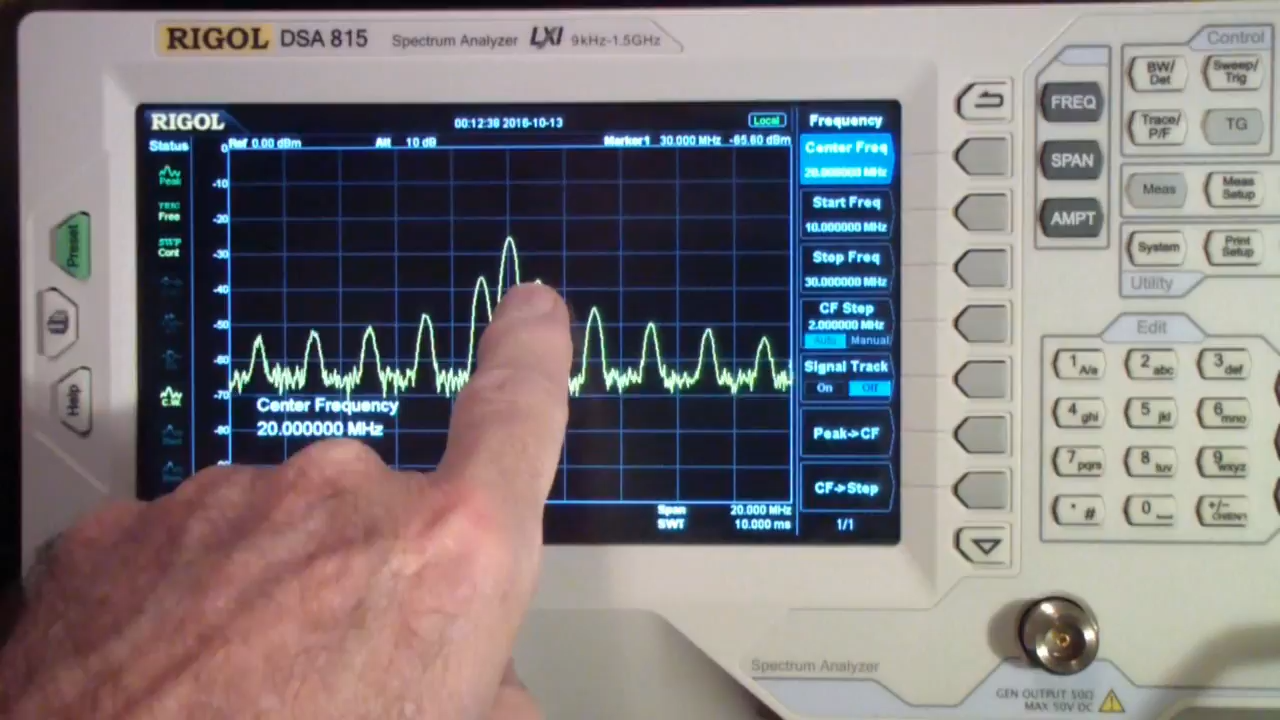 RIGOL DSA 815 Spectrum Analyzer LXI 9kHz-1.5GHz
Control
BW/Det
Sweep/Trig
FREQ
Trace/P/F
TG
SPAN
Meas
Meas Setup
AMPT
System
Print Setup
Utility
Edit
1 A/a
2 abc
3 def
4 ghi
5 jkl
6 mno
7 pqrs
8 tuv
9 wxyz
. #
0
+/-
Preset
Help
RIGOL
00:12:38 2016-10-13
Local
Status
Ref 0.00 dBm
Att 10 dB
Marker1 30.000 MHz -65.60 dBm
Peak
TRIG
Free
SWP
Cont
0
-10
-20
-30
-40
-50
-60
-70
-80
Center Frequency
20.000000 MHz
Span 20.000 MHz
SWT 10.000 ms
Frequency
Center Freq
20.000000 MHz
Start Freq
10.000000 MHz
Stop Freq
30.000000 MHz
CF Step
2.000000 MHz
Auto Manual
Signal Track
On Off
Peak->CF
CF->Step
1/1
Spectrum Analyzer
GEN OUTPUT 50Ω
MAX 50V DC